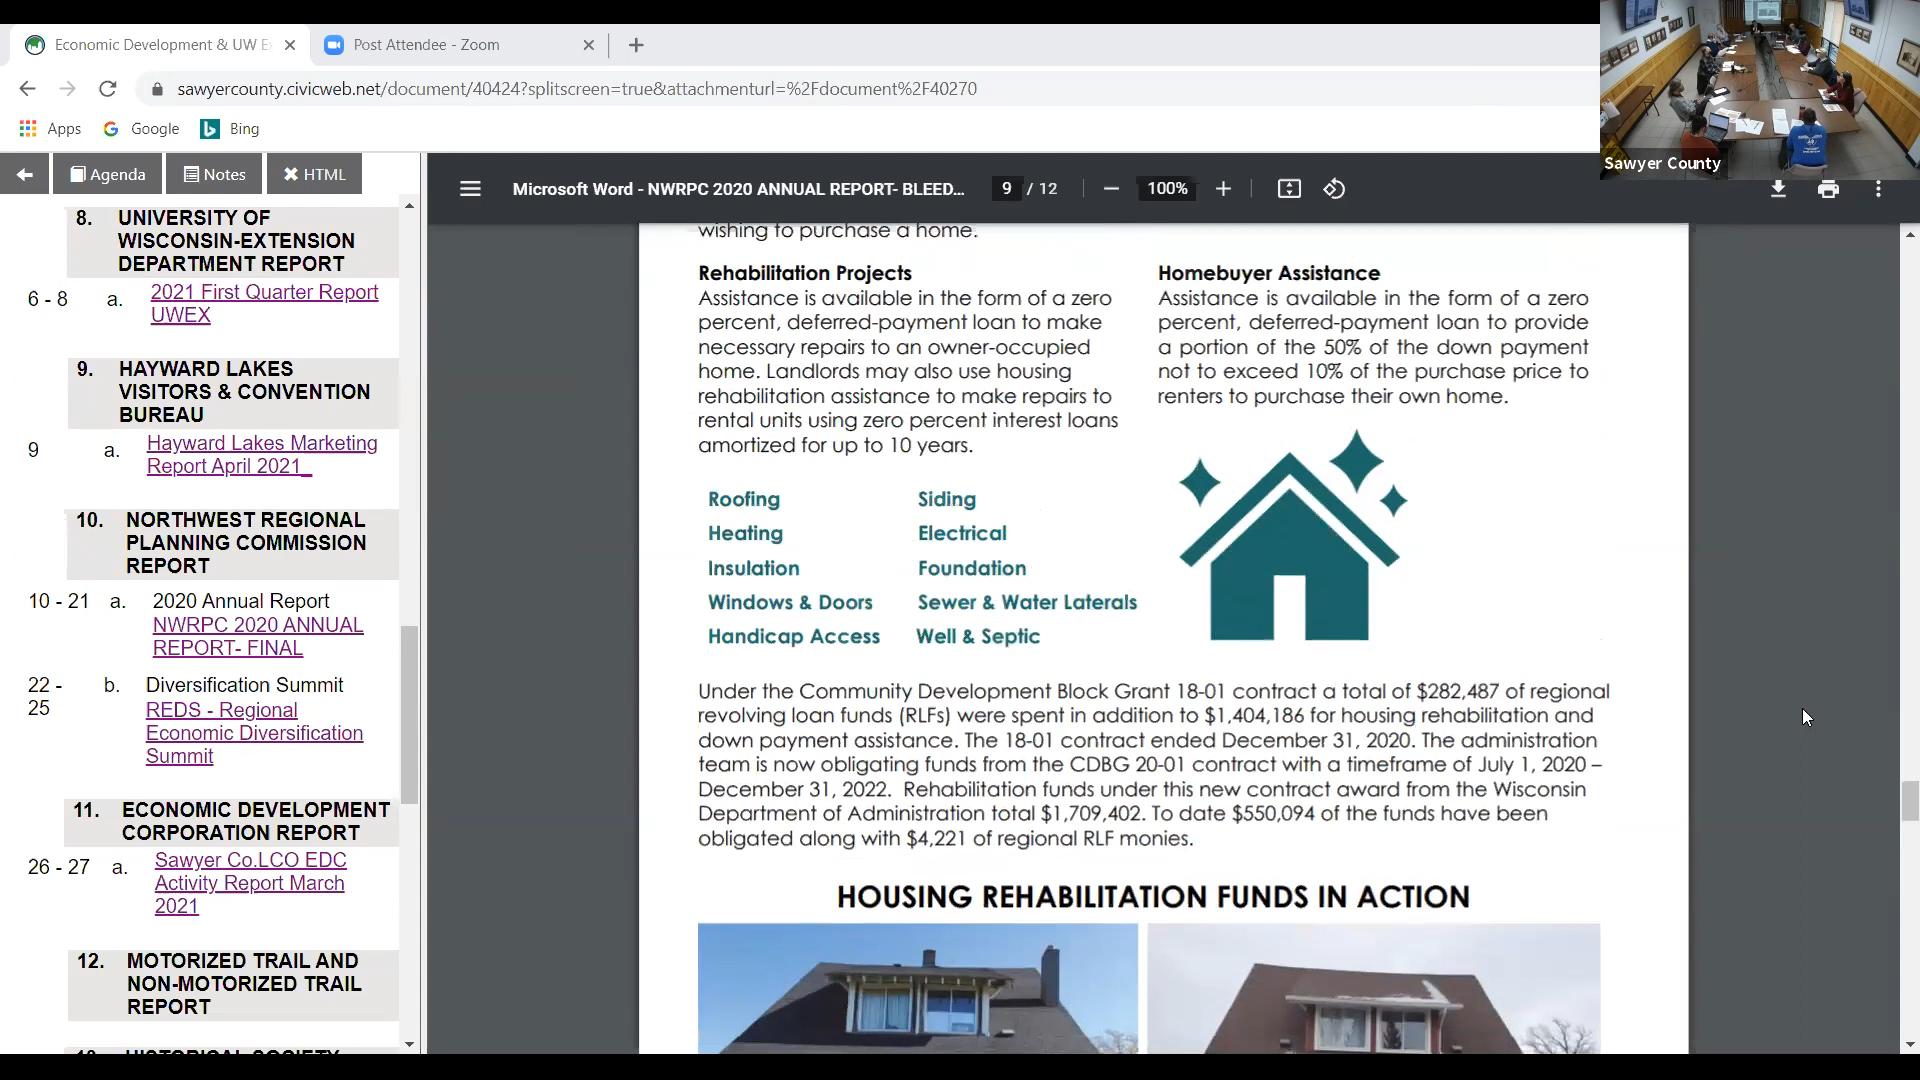 Economic Development & UW E
Post Attendee - Zoom
sawyercounty.civicweb.net/document/40424?splitscreen=true&attachmenturl=%2Fdocument%2F40270
Apps
Google
Bing
Sawyer County
Agenda
Notes
HTML
8. UNIVERSITY OF
WISCONSIN-EXTENSION
DEPARTMENT REPORT
6 - 8 a. 2021 First Quarter Report
UWEX
9. HAYWARD LAKES
VISITORS & CONVENTION
BUREAU
9 a. Hayward Lakes Marketing
Report April 2021_
10. NORTHWEST REGIONAL
PLANNING COMMISSION
REPORT
10 - 21 a. 2020 Annual Report
NWRPC 2020 ANNUAL
REPORT- FINAL
22 - b. Diversification Summit
25 REDS - Regional
Economic Diversification
Summit
11. ECONOMIC DEVELOPMENT
CORPORATION REPORT
26 - 27 a. Sawyer Co.LCO EDC
Activity Report March
2021
12. MOTORIZED TRAIL AND
NON-MOTORIZED TRAIL
REPORT
Microsoft Word - NWRPC 2020 ANNUAL REPORT- BLEED...
9 / 12
100%
wishing to purchase a home.
Rehabilitation Projects
Assistance is available in the form of a zero
percent, deferred-payment loan to make
necessary repairs to an owner-occupied
home. Landlords may also use housing
rehabilitation assistance to make repairs to
rental units using zero percent interest loans
amortized for up to 10 years.
Homebuyer Assistance
Assistance is available in the form of a zero
percent, deferred-payment loan to provide
a portion of the 50% of the down payment
not to exceed 10% of the purchase price to
renters to purchase their own home.
Roofing
Heating
Insulation
Windows & Doors
Handicap Access
Siding
Electrical
Foundation
Sewer & Water Laterals
Well & Septic
Under the Community Development Block Grant 18-01 contract a total of $282,487 of regional
revolving loan funds (RLFs) were spent in addition to $1,404,186 for housing rehabilitation and
down payment assistance. The 18-01 contract ended December 31, 2020. The administration
team is now obligating funds from the CDBG 20-01 contract with a timeframe of July 1, 2020 –
December 31, 2022. Rehabilitation funds under this new contract award from the Wisconsin
Department of Administration total $1,709,402. To date $550,094 of the funds have been
obligated along with $4,221 of regional RLF monies.
HOUSING REHABILITATION FUNDS IN ACTION